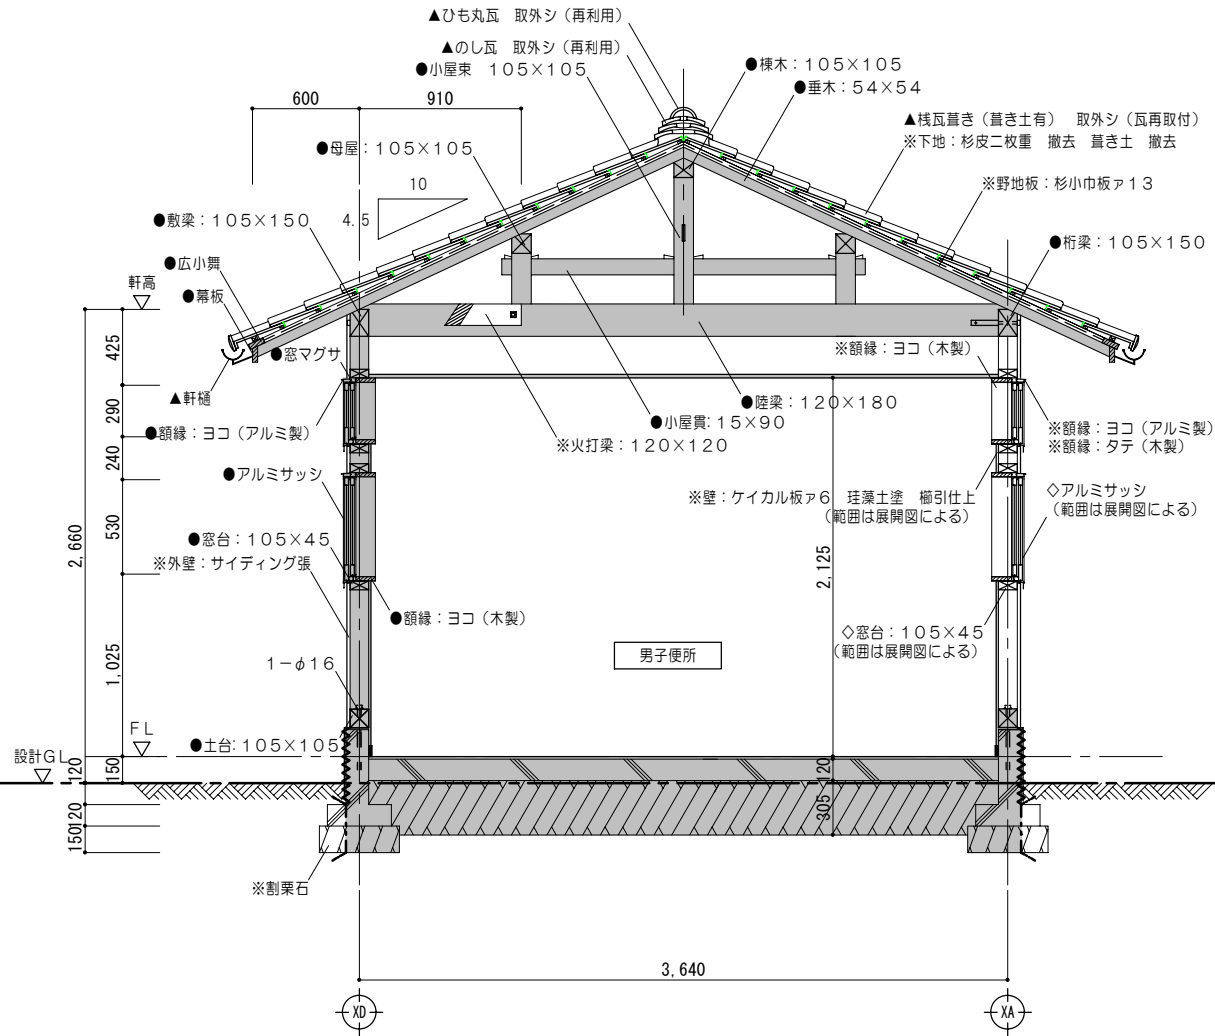 ▲ひも丸瓦　取外シ（再利用）
▲のし瓦　取外シ（再利用）
●小屋束　１０５×１０５
●棟木：１０５×１０５
●垂木：５４×５４
600
910
▲桟瓦葺き（葺き土有）　取外シ（瓦再取付）
※下地：杉皮二枚重　撤去　葺き土　撤去
●母屋：１０５×１０５
※野地板：杉小巾板ｱ１３
10
4.5
●敷梁：１０５×１５０
●桁梁：１０５×１５０
●広小舞
軒高
●幕板
425
●窓マグサ
※額縁：ヨコ（木製）
▲軒樋
290
●陸梁：１２０×１８０
●小屋貫：１５×９０
●額縁：ヨコ（アルミ製）
※火打梁：１２０×１２０
※額縁：ヨコ（アルミ製）
※額縁：タテ（木製）
240
●アルミサッシ
※壁：ケイカル板ｱ６　珪藻土塗　櫛引仕上
（範囲は展開図による）
◇アルミサッシ
（範囲は展開図による）
2,660
530
●窓台：１０５×４５
※外壁：サイディング張
2,125
●額縁：ヨコ（木製）
◇窓台：１０５×４５
（範囲は展開図による）
男子便所
1,025
１－φ１６
ＦＬ
●土台：１０５×１０５
設計ＧＬ
120
150
120
305
120
150
※割栗石
3,640
XD
XA